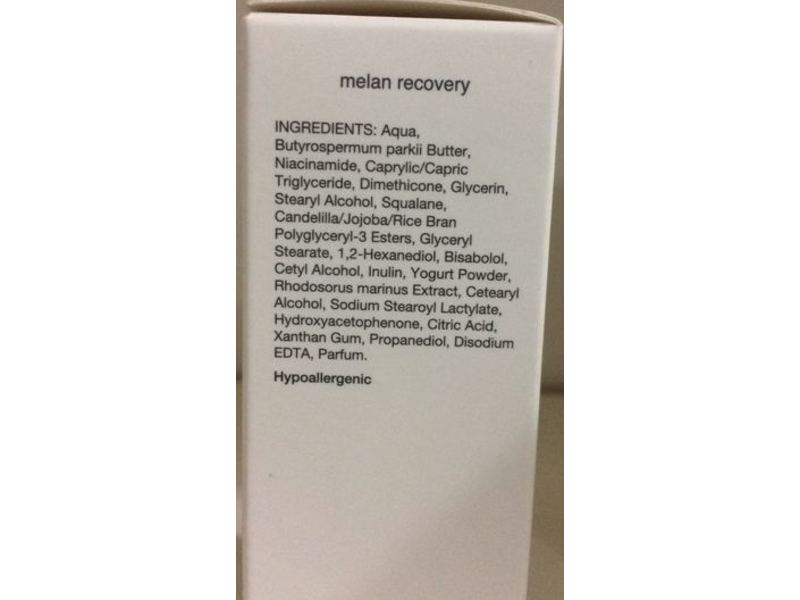 melan recovery
INGREDIENTS: Aqua,
Butyrospermum parkii Butter,
Niacinamide, Caprylic/Capric
Triglyceride, Dimethicone, Glycerin,
Stearyl Alcohol, Squalane,
Candelilla/Jojoba/Rice Bran
Polyglyceryl-3 Esters, Glyceryl
Stearate, 1,2-Hexanediol, Bisabolol,
Cetyl Alcohol, Inulin, Yogurt Powder,
Rhodosorus marinus Extract, Cetearyl
Alcohol, Sodium Stearoyl Lactylate,
Hydroxyacetophenone, Citric Acid,
Xanthan Gum, Propanediol, Disodium
EDTA, Parfum.
Hypoallergenic